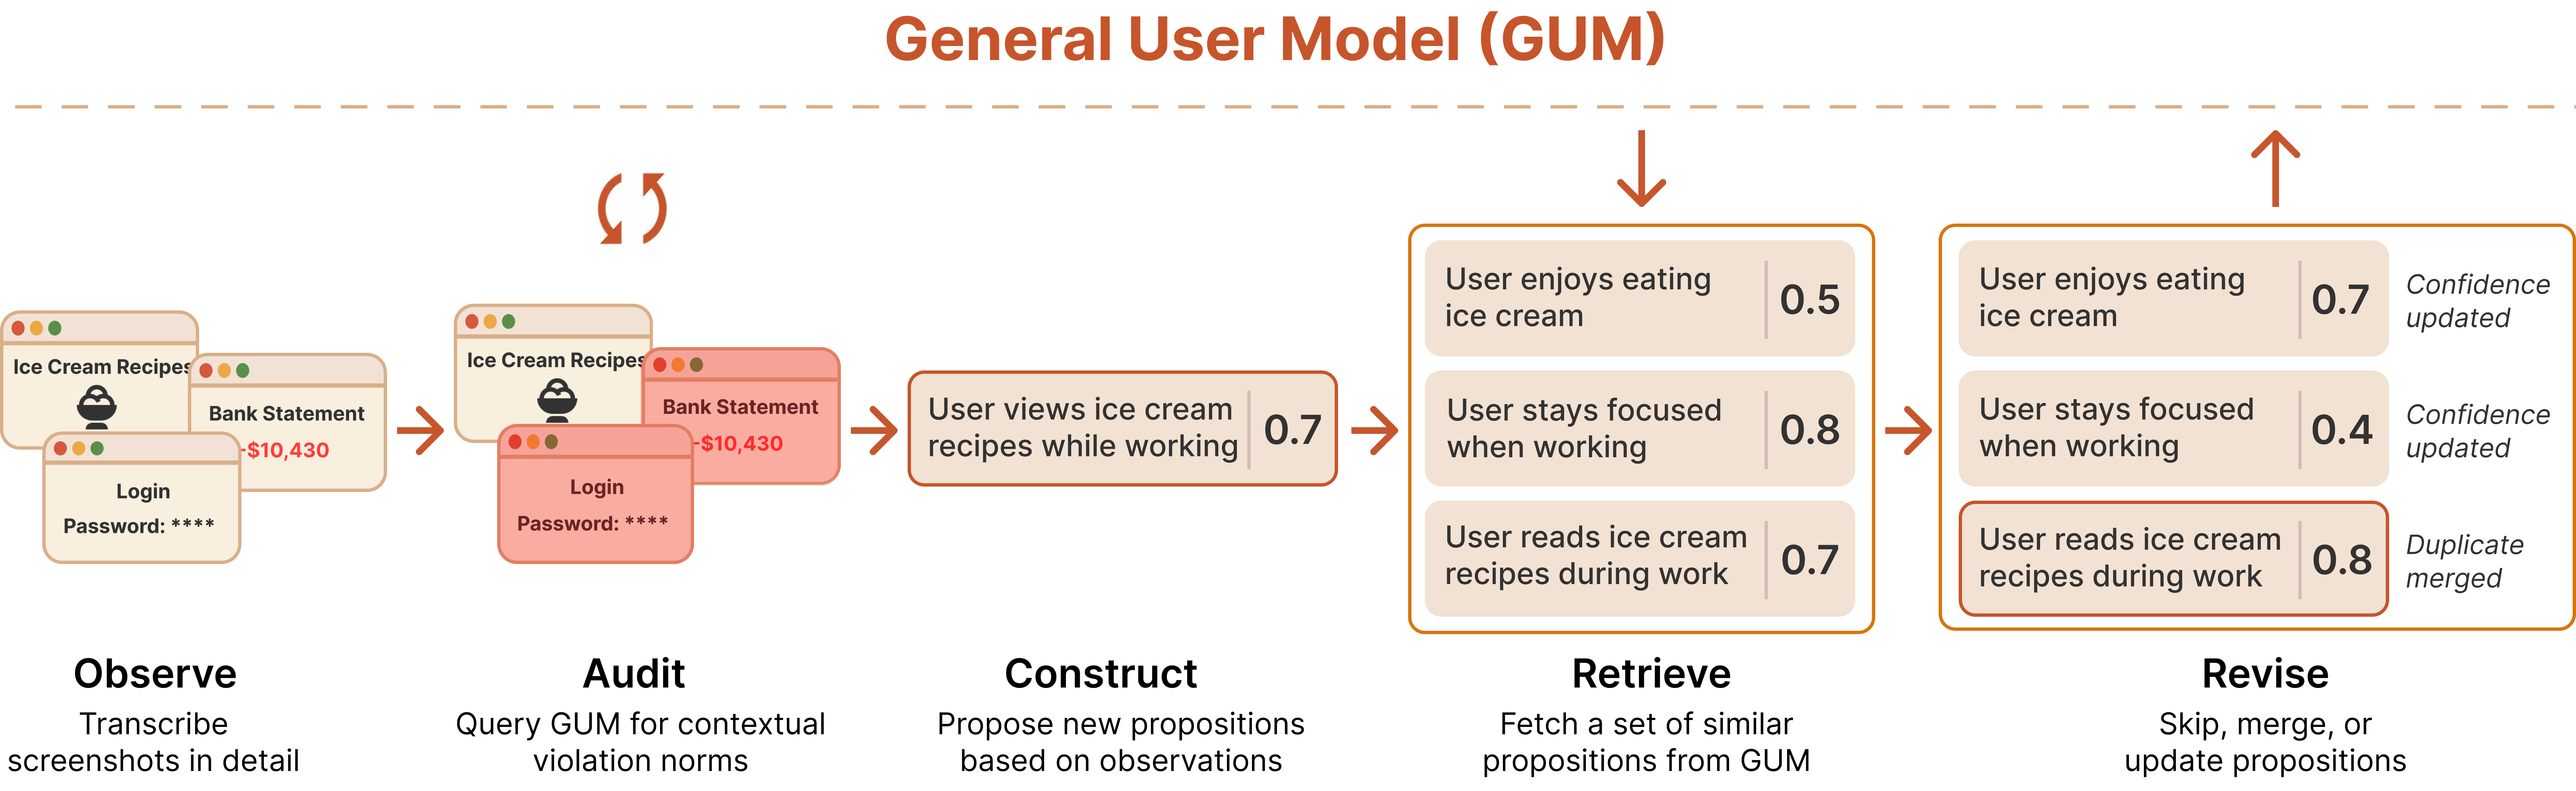 General User Model (GUM)
Ice Cream Recipes
Bank Statement
-$10,430
Login
Password: ****
Ice Cream Recipes
Bank Statement
-$10,430
Login
Password: ****
User views ice cream
recipes while working
0.7
User enjoys eating
ice cream
0.5
User stays focused
when working
0.8
User reads ice cream
recipes during work
0.7
User enjoys eating
ice cream
0.7
Confidence
updated
User stays focused
when working
0.4
Confidence
updated
User reads ice cream
recipes during work
0.8
Duplicate
merged
Observe
Transcribe
screenshots in detail
Audit
Query GUM for contextual
violation norms
Construct
Propose new propositions
based on observations
Retrieve
Fetch a set of similar
propositions from GUM
Revise
Skip, merge, or
update propositions